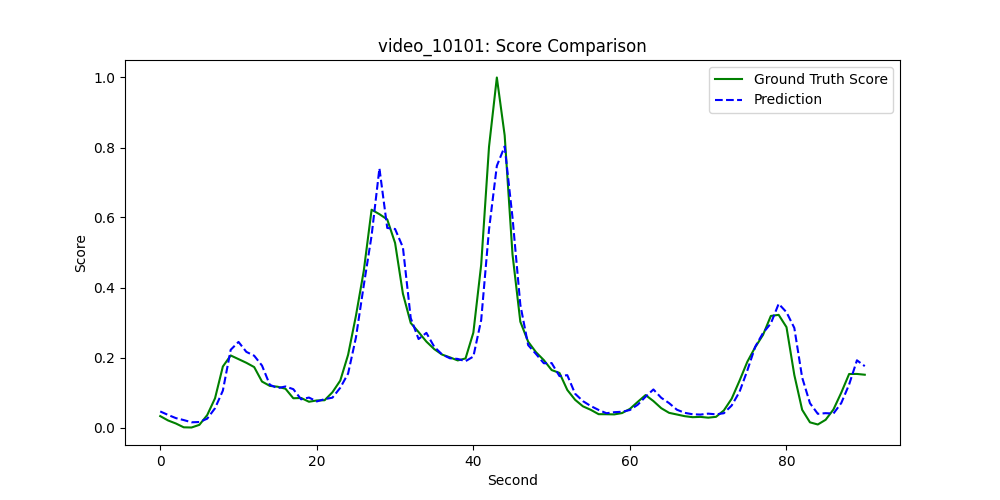 video_10101: Score Comparison
Ground Truth Score
Prediction
1.0
0.8
0.6
0.4
0.2
0.0
Score
0 20 40 60 80
Second